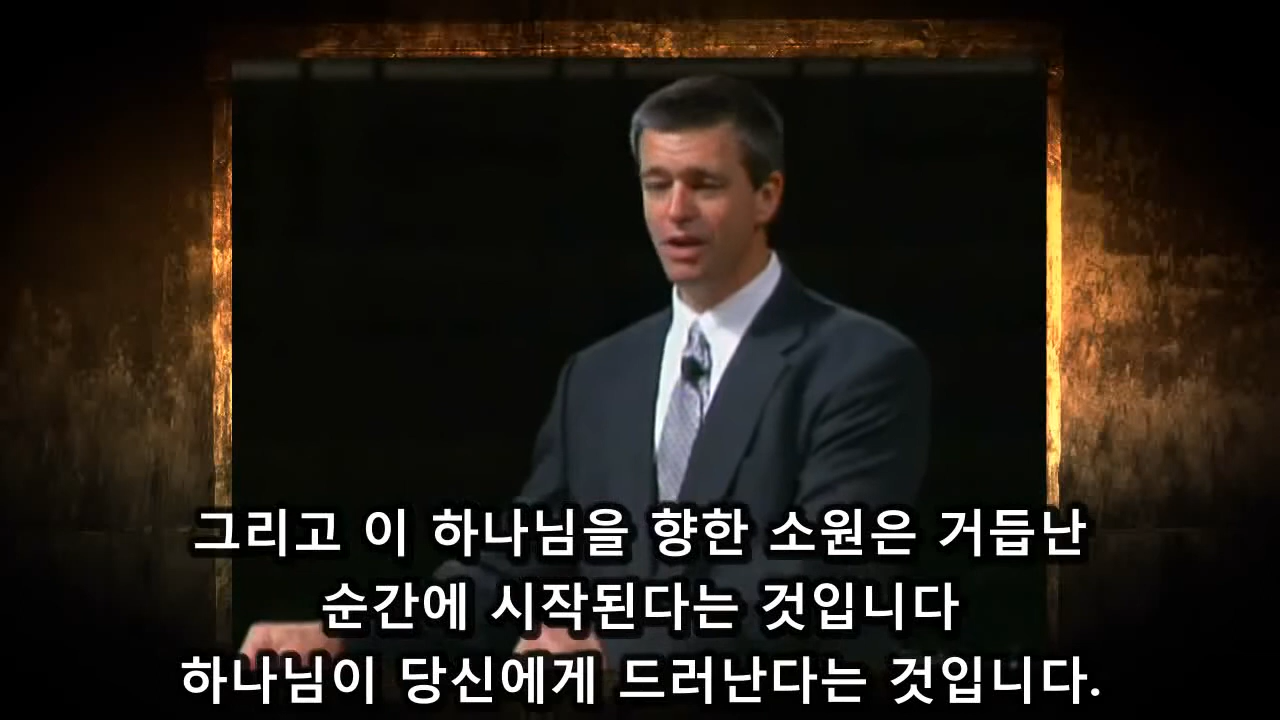 그리고 이 하나님을 향한 소원은 거듭난
순간에 시작된다는 것입니다
하나님이 당신에게 드러난다는 것입니다.